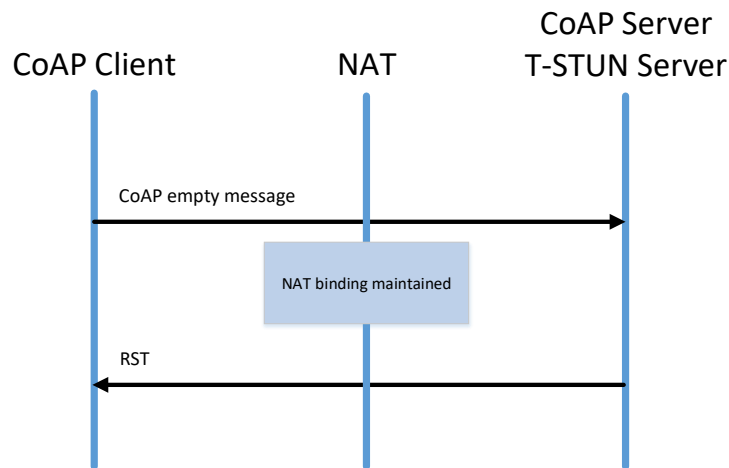 CoAP Server
CoAP Client
NAT
T-STUN Server
CoAP empty message
NAT binding maintained
RST